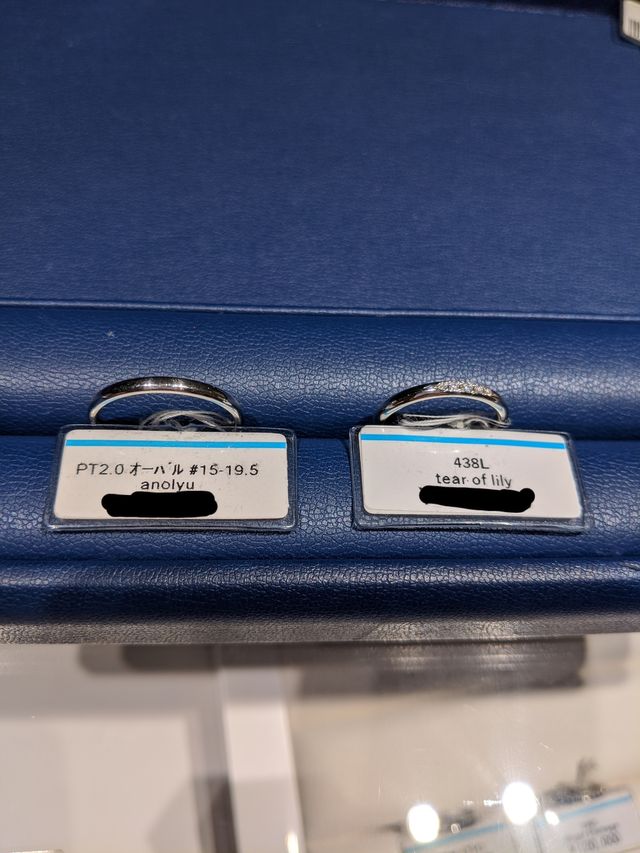 PT2.0 オーバル #15-19.5
anolyu
438L
tear of lily